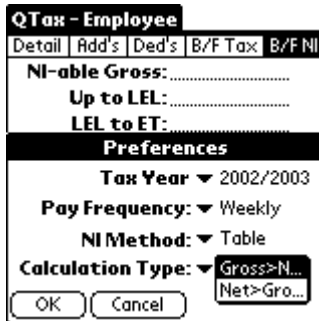 QTax - Employee
Detail Add's Ded's B/F Tax B/F NI
NI-able Gross:
Up to LEL:
LEL to ET:
Preferences
Tax Year 2002/2003
Pay Frequency: Weekly
NI Method: Table
Calculation Type: Gross>N...
Net>Gro...
OK Cancel